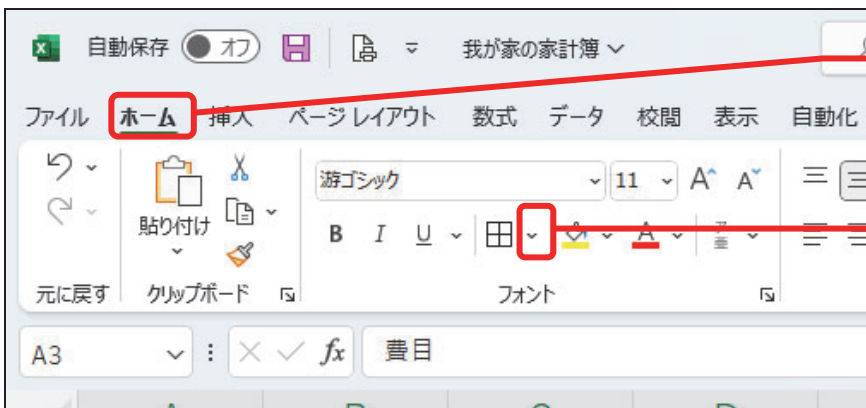 自動保存 オフ 我が家の家計簿
ファイル ホーム 挿入 ページ レイアウト 数式 データ 校閲 表示 自動化
貼り付け
游ゴシック 11 A A
B I U A
元に戻す クリップボード フォント
A3 fx 費目